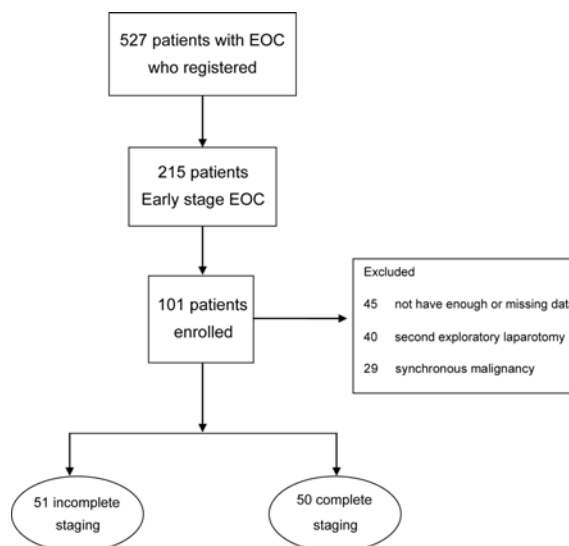 527 patients with EOC
who registered
215 patients
Early stage EOC
101 patients
enrolled
Excluded
45 not have enough or missing dat
40 second exploratory laparotomy
29 synchronous malignancy
51 incomplete
staging
50 complete
staging